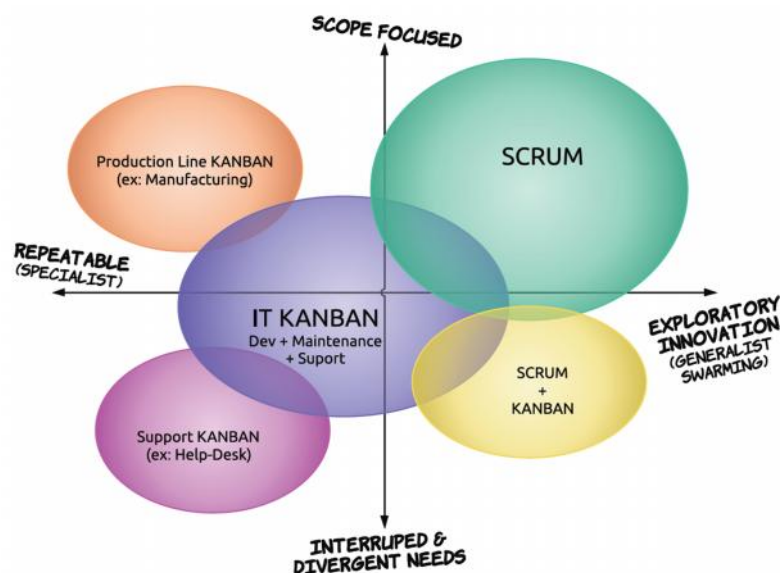 SCOPE FOCUSED
Production Line KANBAN
(ex: Manufacturing)
SCRUM
REPEATABLE
(SPECIALIST)
IT KANBAN
Dev + Maintenance
+ Suport
EXPLORATORY
INNOVATION
(GENERALIST
SWARMING)
SCRUM
+
KANBAN
Support KANBAN
(ex: Help-Desk)
INTERRUPED &
DIVERGENT NEEDS